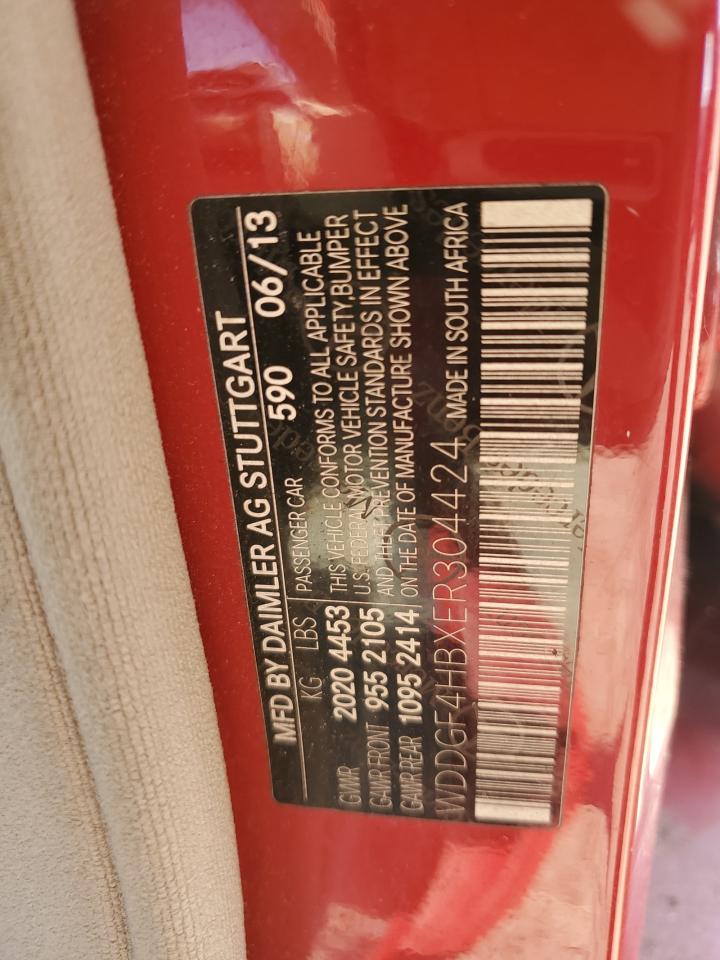 MFD BY DAIMLER AG STUTTGART
590 06/13
KG LBS PASSENGER CAR
GVWR 2020 4453 THIS VEHICLE CONFORMS TO ALL APPLICABLE
U.S. FEDERAL MOTOR VEHICLE SAFETY,BUMPER
GAWR FRONT 955 2105 AND THEFT PREVENTION STANDARDS IN EFFECT
GAWR REAR 1095 2414 ON THE DATE OF MANUFACTURE SHOWN ABOVE
WDDGF4HBXER304424 MADE IN SOUTH AFRICA